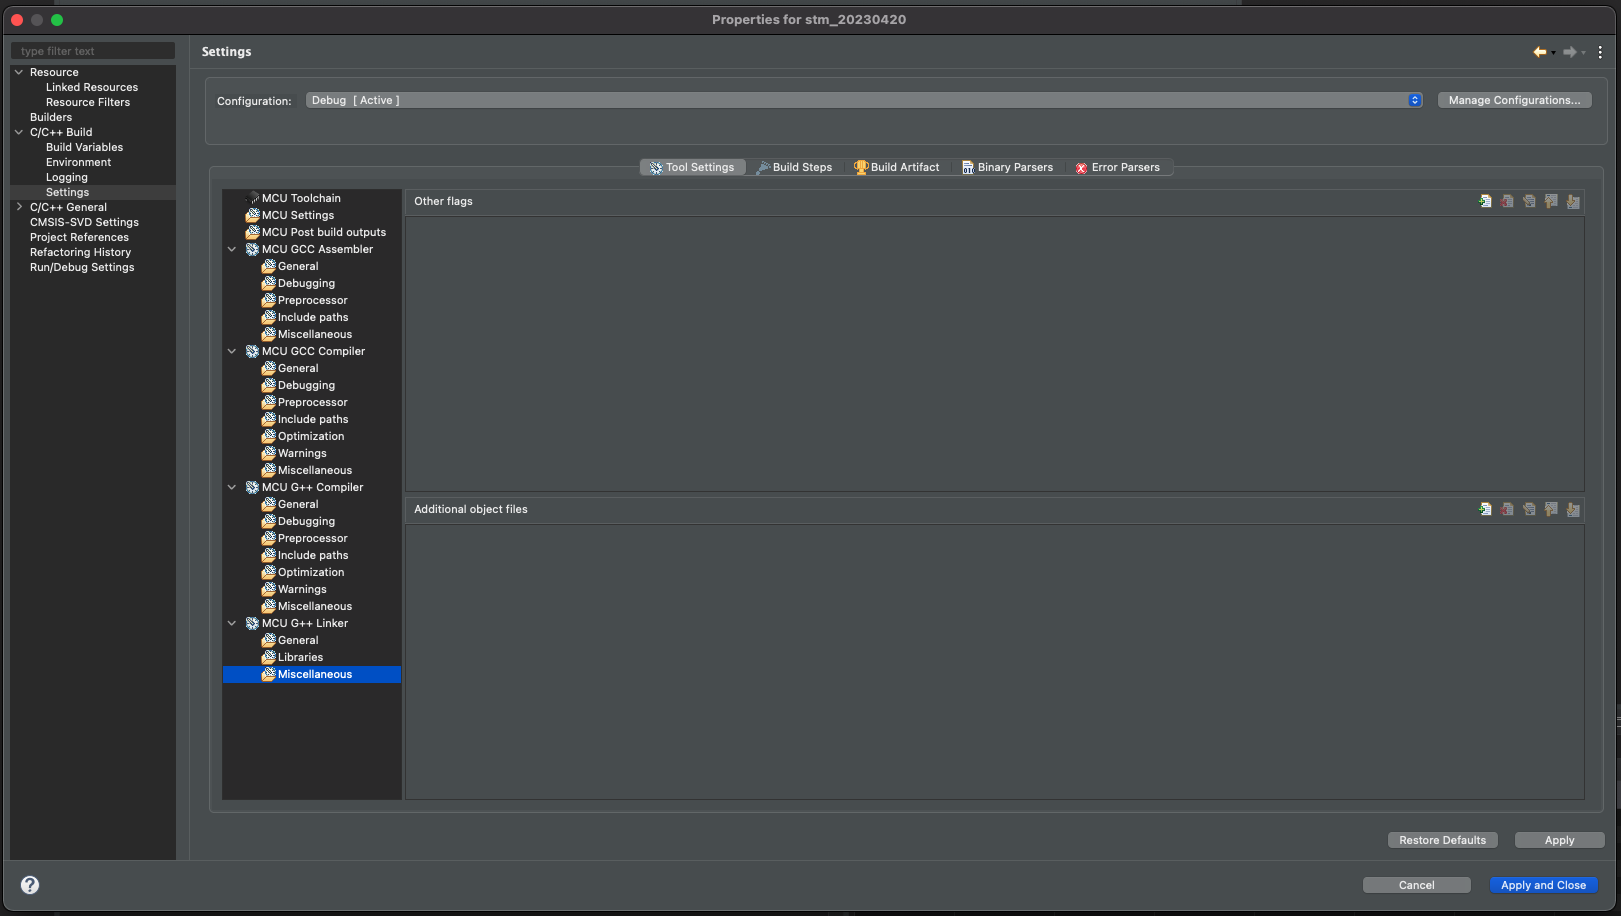 Properties for stm_20230420
type filter text
Resource
Linked Resources
Resource Filters
Builders
C/C++ Build
Build Variables
Environment
Logging
Settings
C/C++ General
CMSIS-SVD Settings
Project References
Refactoring History
Run/Debug Settings
Settings
Configuration: Debug [ Active ] Manage Configurations...
Tool Settings Build Steps Build Artifact Binary Parsers Error Parsers
MCU Toolchain
MCU Settings
MCU Post build outputs
MCU GCC Assembler
General
Debugging
Preprocessor
Include paths
Miscellaneous
MCU GCC Compiler
General
Debugging
Preprocessor
Include paths
Optimization
Warnings
Miscellaneous
MCU G++ Compiler
General
Debugging
Preprocessor
Include paths
Optimization
Warnings
Miscellaneous
MCU G++ Linker
General
Libraries
Miscellaneous
Other flags
Additional object files
Restore Defaults Apply
? Cancel Apply and Close